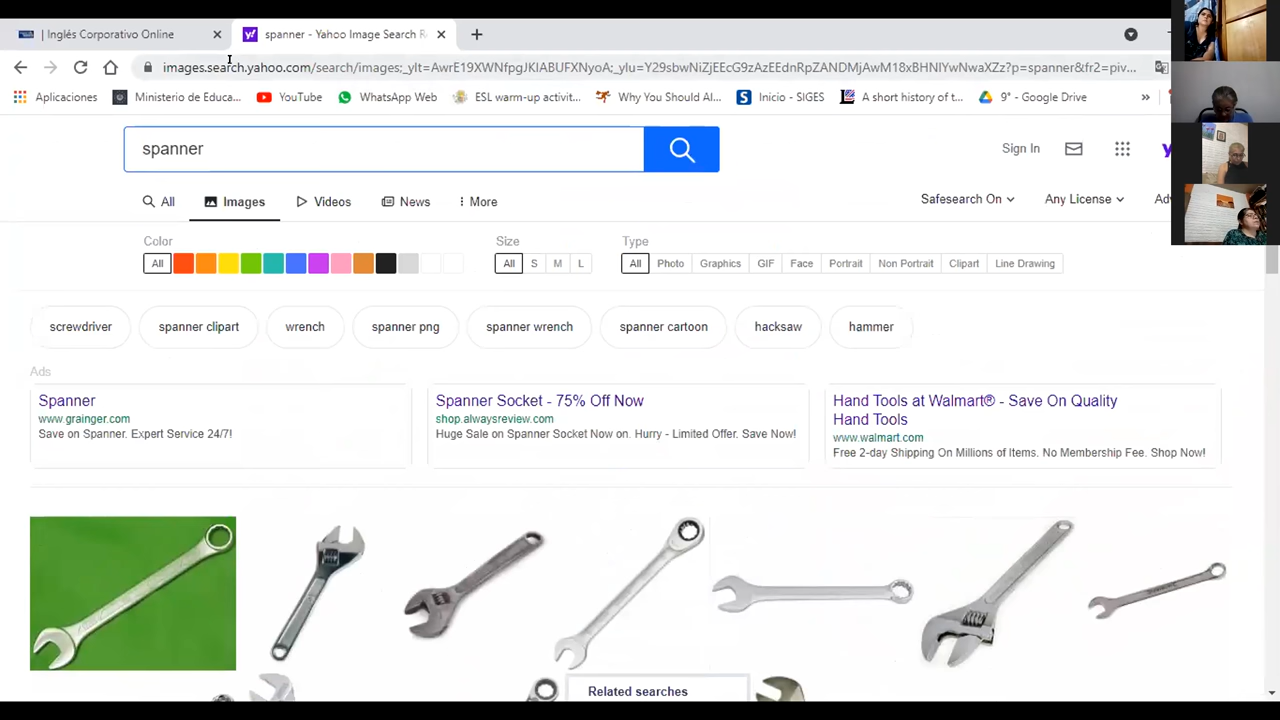 | Inglés Corporativo Online
spanner - Yahoo Image Search R
images.search.yahoo.com/search/images;_ylt=AwrE19XWNfpgJKIABUFXNyoA;_ylu=Y29sbwNiZjEEcG9zAzEEdnRpZANDMjAwM18xBHNlYwNwaXZz?p=spanner&fr2=piv...
Aplicaciones
Ministerio de Educa...
YouTube
WhatsApp Web
ESL warm-up activit...
Why You Should Al...
Inicio - SIGES
A short history of t...
9° - Google Drive
»
spanner
Sign In
All
Images
Videos
News
More
Safesearch On
Any License
Color
Size
Type
All
All
S
M
L
All
Photo
Graphics
GIF
Face
Portrait
Non Portrait
Clipart
Line Drawing
screwdriver
spanner clipart
wrench
spanner png
spanner wrench
spanner cartoon
hacksaw
hammer
Ads
Spanner
www.grainger.com
Save on Spanner. Expert Service 24/7!
Spanner Socket - 75% Off Now
shop.alwaysreview.com
Huge Sale on Spanner Socket Now on. Hurry - Limited Offer. Save Now!
Hand Tools at Walmart® - Save On Quality
Hand Tools
www.walmart.com
Free 2-day Shipping On Millions of Items. No Membership Fee. Shop Now!
Related searches